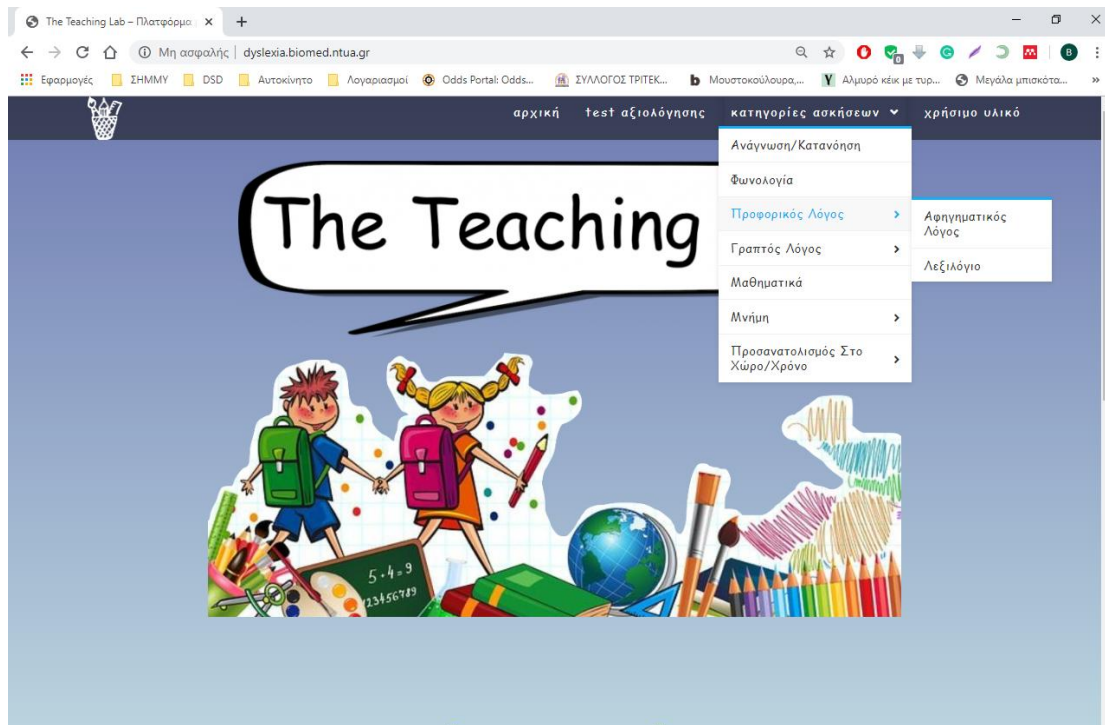 The Teaching Lab – Πλατφόρμα
Μη ασφαλής | dyslexia.biomed.ntua.gr
B
Εφαρμογές ΣΗΜΜΥ DSD Αυτοκίνητο Λογαριασμοί Odds Portal: Odds... ΣΥΛΛΟΓΟΣ ΤΡΙΤΕΚ... b Μουστοκούλουρα,... Y Αλμυρό κέικ με τυρ... Μεγάλα μπισκότα... »
αρχική test αξιολόγησης κατηγορίες ασκήσεων χρήσιμο υλικό
Ανάγνωση/Κατανόηση
Φωνολογία
Προφορικός Λόγος
Γραπτός Λόγος
Μαθηματικά
Μνήμη
Προσανατολισμός Στο
Χώρο/Χρόνο
Αφηγηματικός
Λόγος
Λεξιλόγιο
The Teaching
5+4=9
123456789